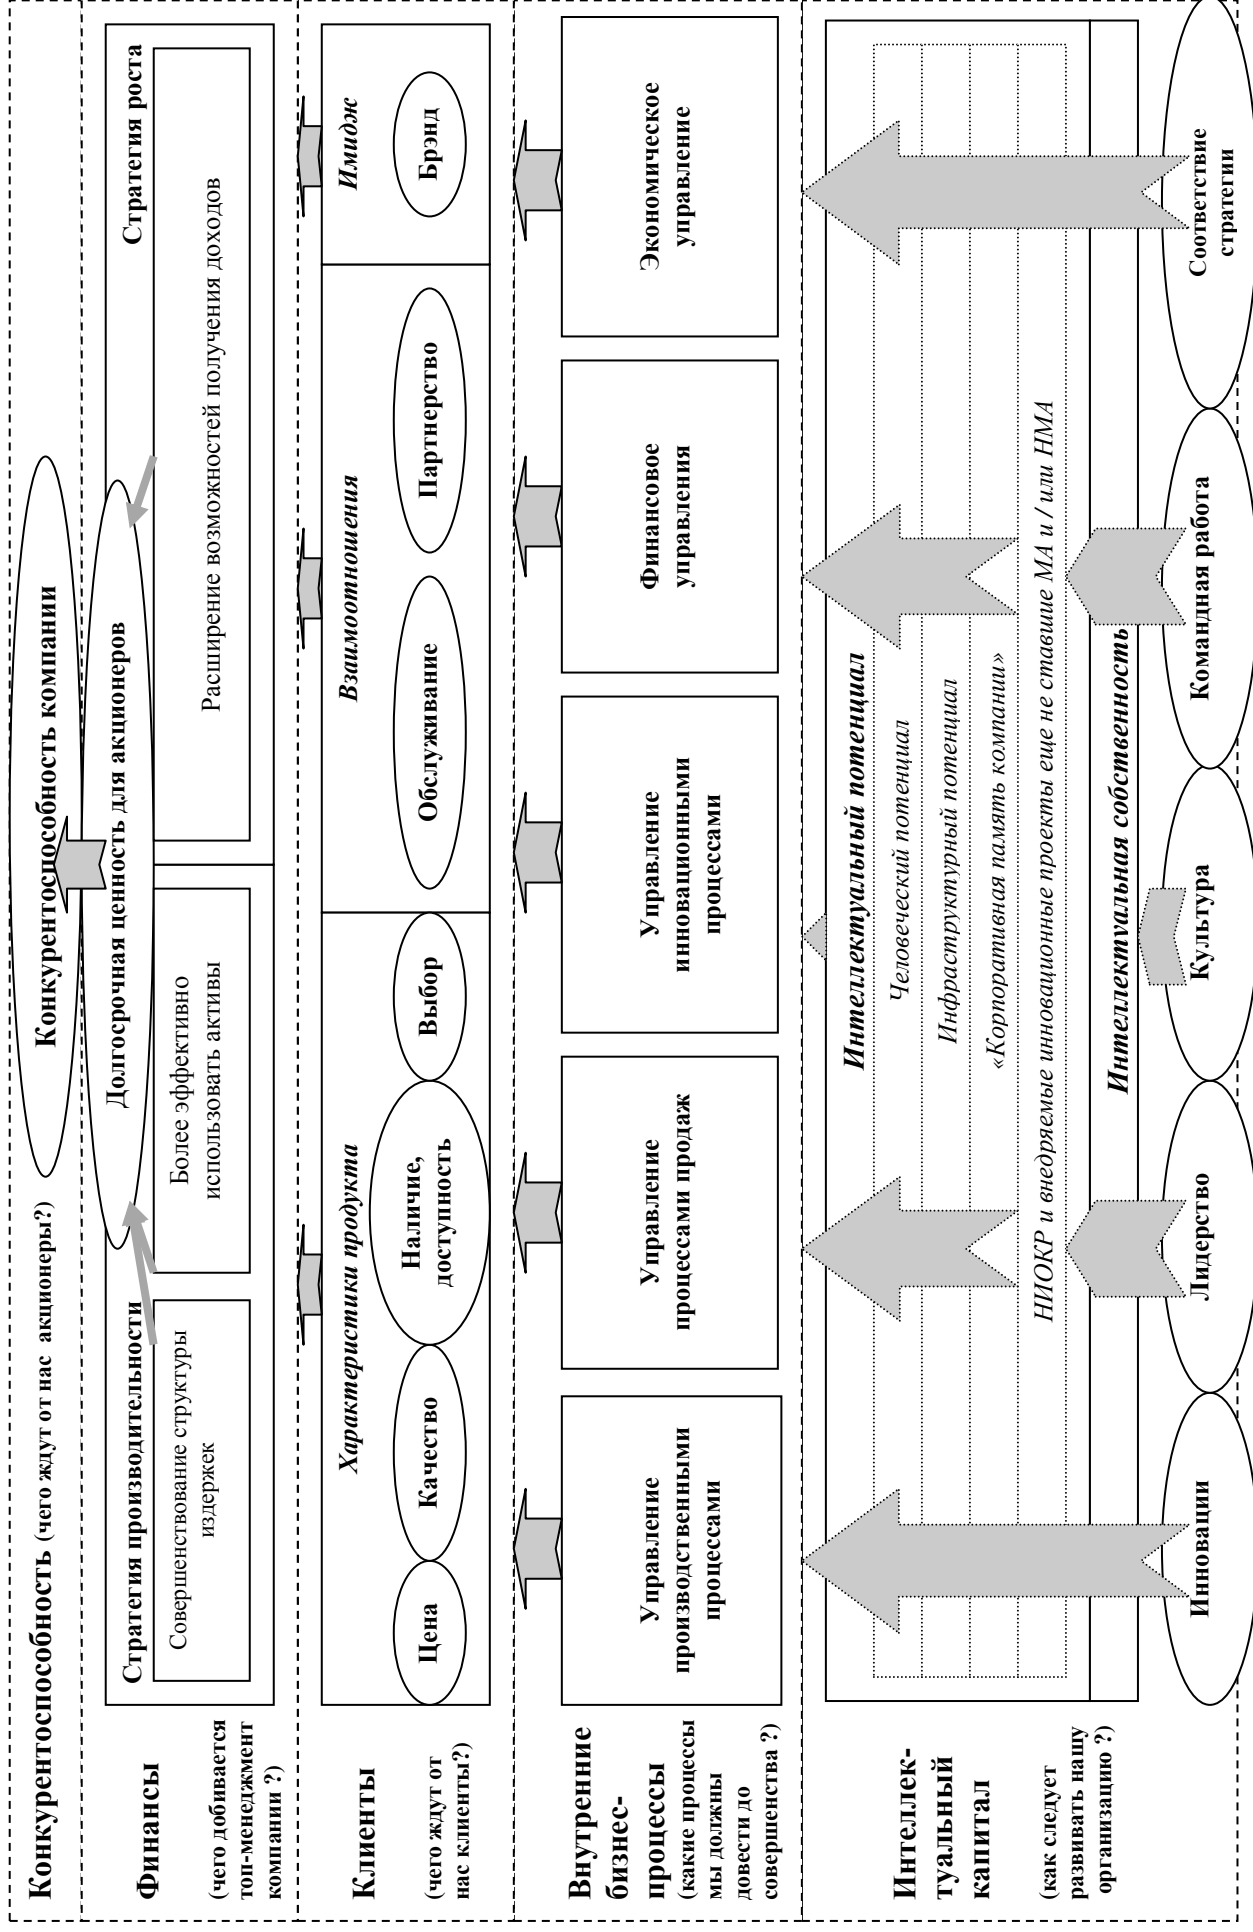 Конкурентоспособность (чего ждут от нас акционеры?)
Конкурентоспособность компании
Финансы
(чего добивается
топ-менеджмент
компании ?)
Долгосрочная ценность для акционеров
Стратегия производительности
Стратегия роста
Совершенствование структуры
издержек
Более эффективно
использовать активы
Расширение возможностей получения доходов
Клиенты
(чего ждут от
нас клиенты?)
Характеристики продукта
Взаимоотношения
Имидж
Цена
Качество
Наличие,
доступность
Выбор
Обслуживание
Партнерство
Брэнд
Внутренние
бизнес-
процессы
(какие процессы
мы должны
довести до
совершенства ?)
Управление
производственными
процессами
Управление
процессами продаж
Управление
инновационными
процессами
Финансовое
управления
Экономическое
управление
Интеллек-
туальный
капитал
(как следует
развивать нашу
организацию ?)
Интеллектуальный потенциал
Человеческий потенциал
Инфраструктурный потенциал
«Корпоративная память компании»
НИОКР и внедряемые инновационные проекты еще не ставшие МА и / или НМА
Интеллектуальная собственность
Инновации
Лидерство
Культура
Командная работа
Соответствие
стратегии